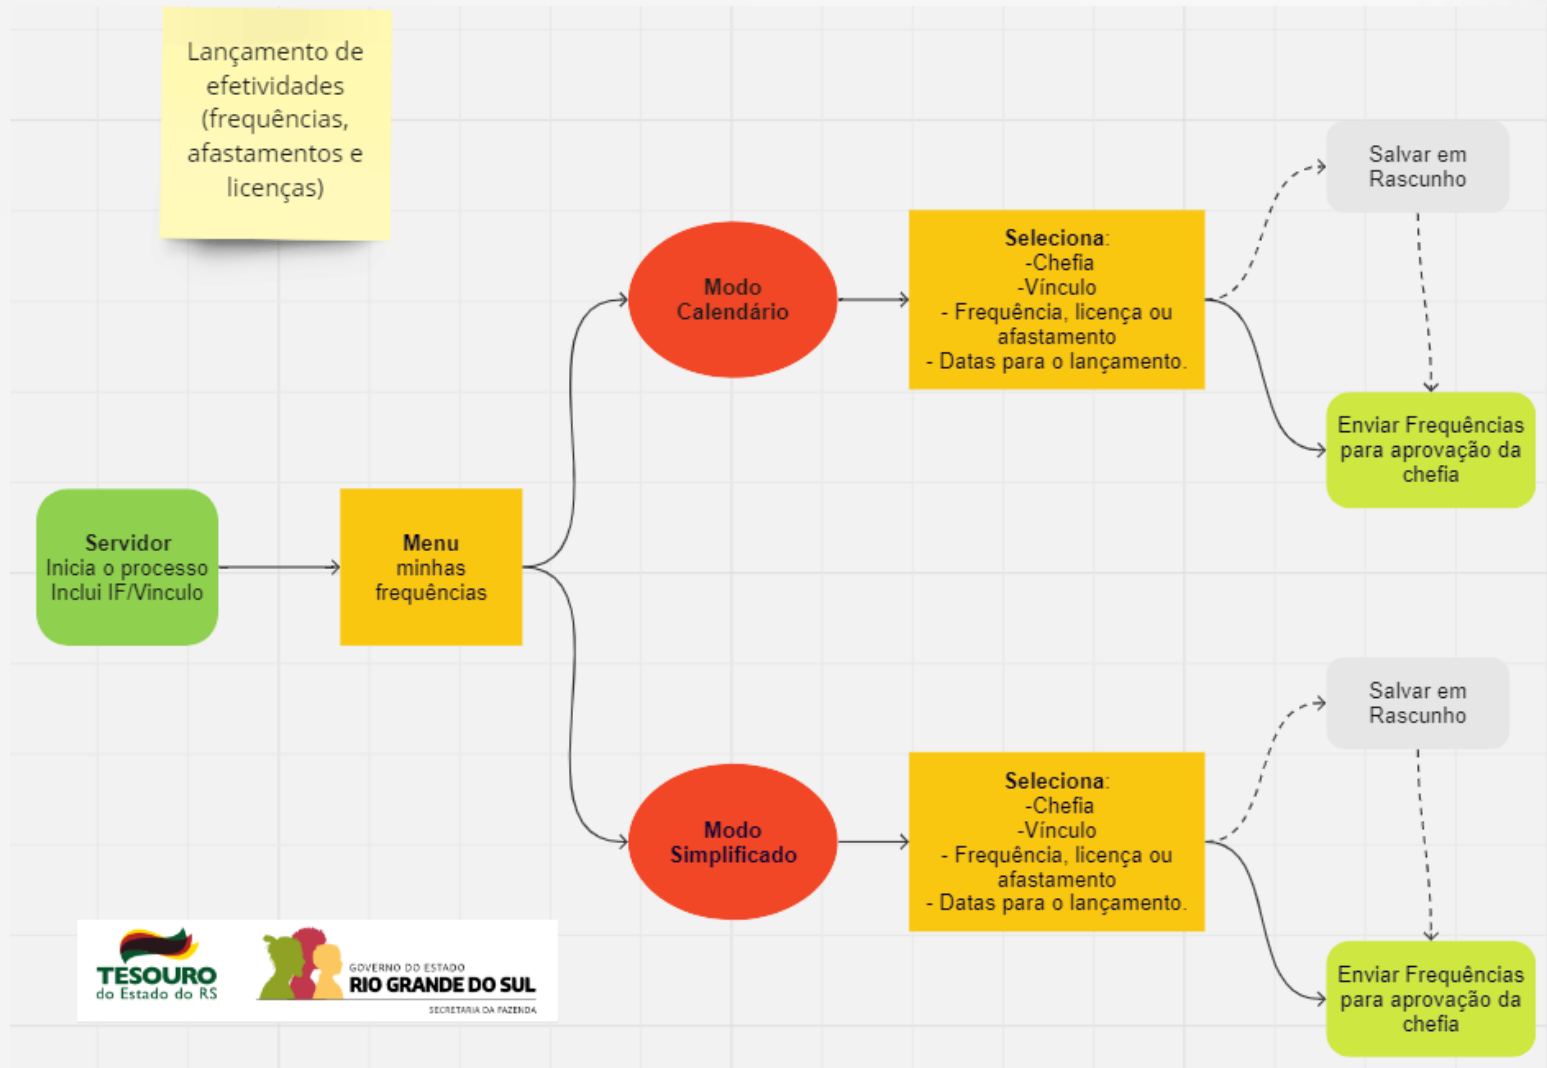 Lançamento de
efetividades
(frequências,
afastamentos e
licenças)
Servidor
Inicia o processo
Inclui IF/Vinculo
Menu
minhas
frequências
Modo
Calendário
Seleciona:
-Chefia
-Vínculo
- Frequência, licença ou
afastamento
- Datas para o lançamento.
Salvar em
Rascunho
Enviar Frequências
para aprovação da
chefia
Modo
Simplificado
Seleciona:
-Chefia
-Vínculo
- Frequência, licença ou
afastamento
- Datas para o lançamento.
Salvar em
Rascunho
Enviar Frequências
para aprovação da
chefia
TESOURO
do Estado do RS
GOVERNO DO ESTADO
RIO GRANDE DO SUL
SECRETARIA DA FAZENDA